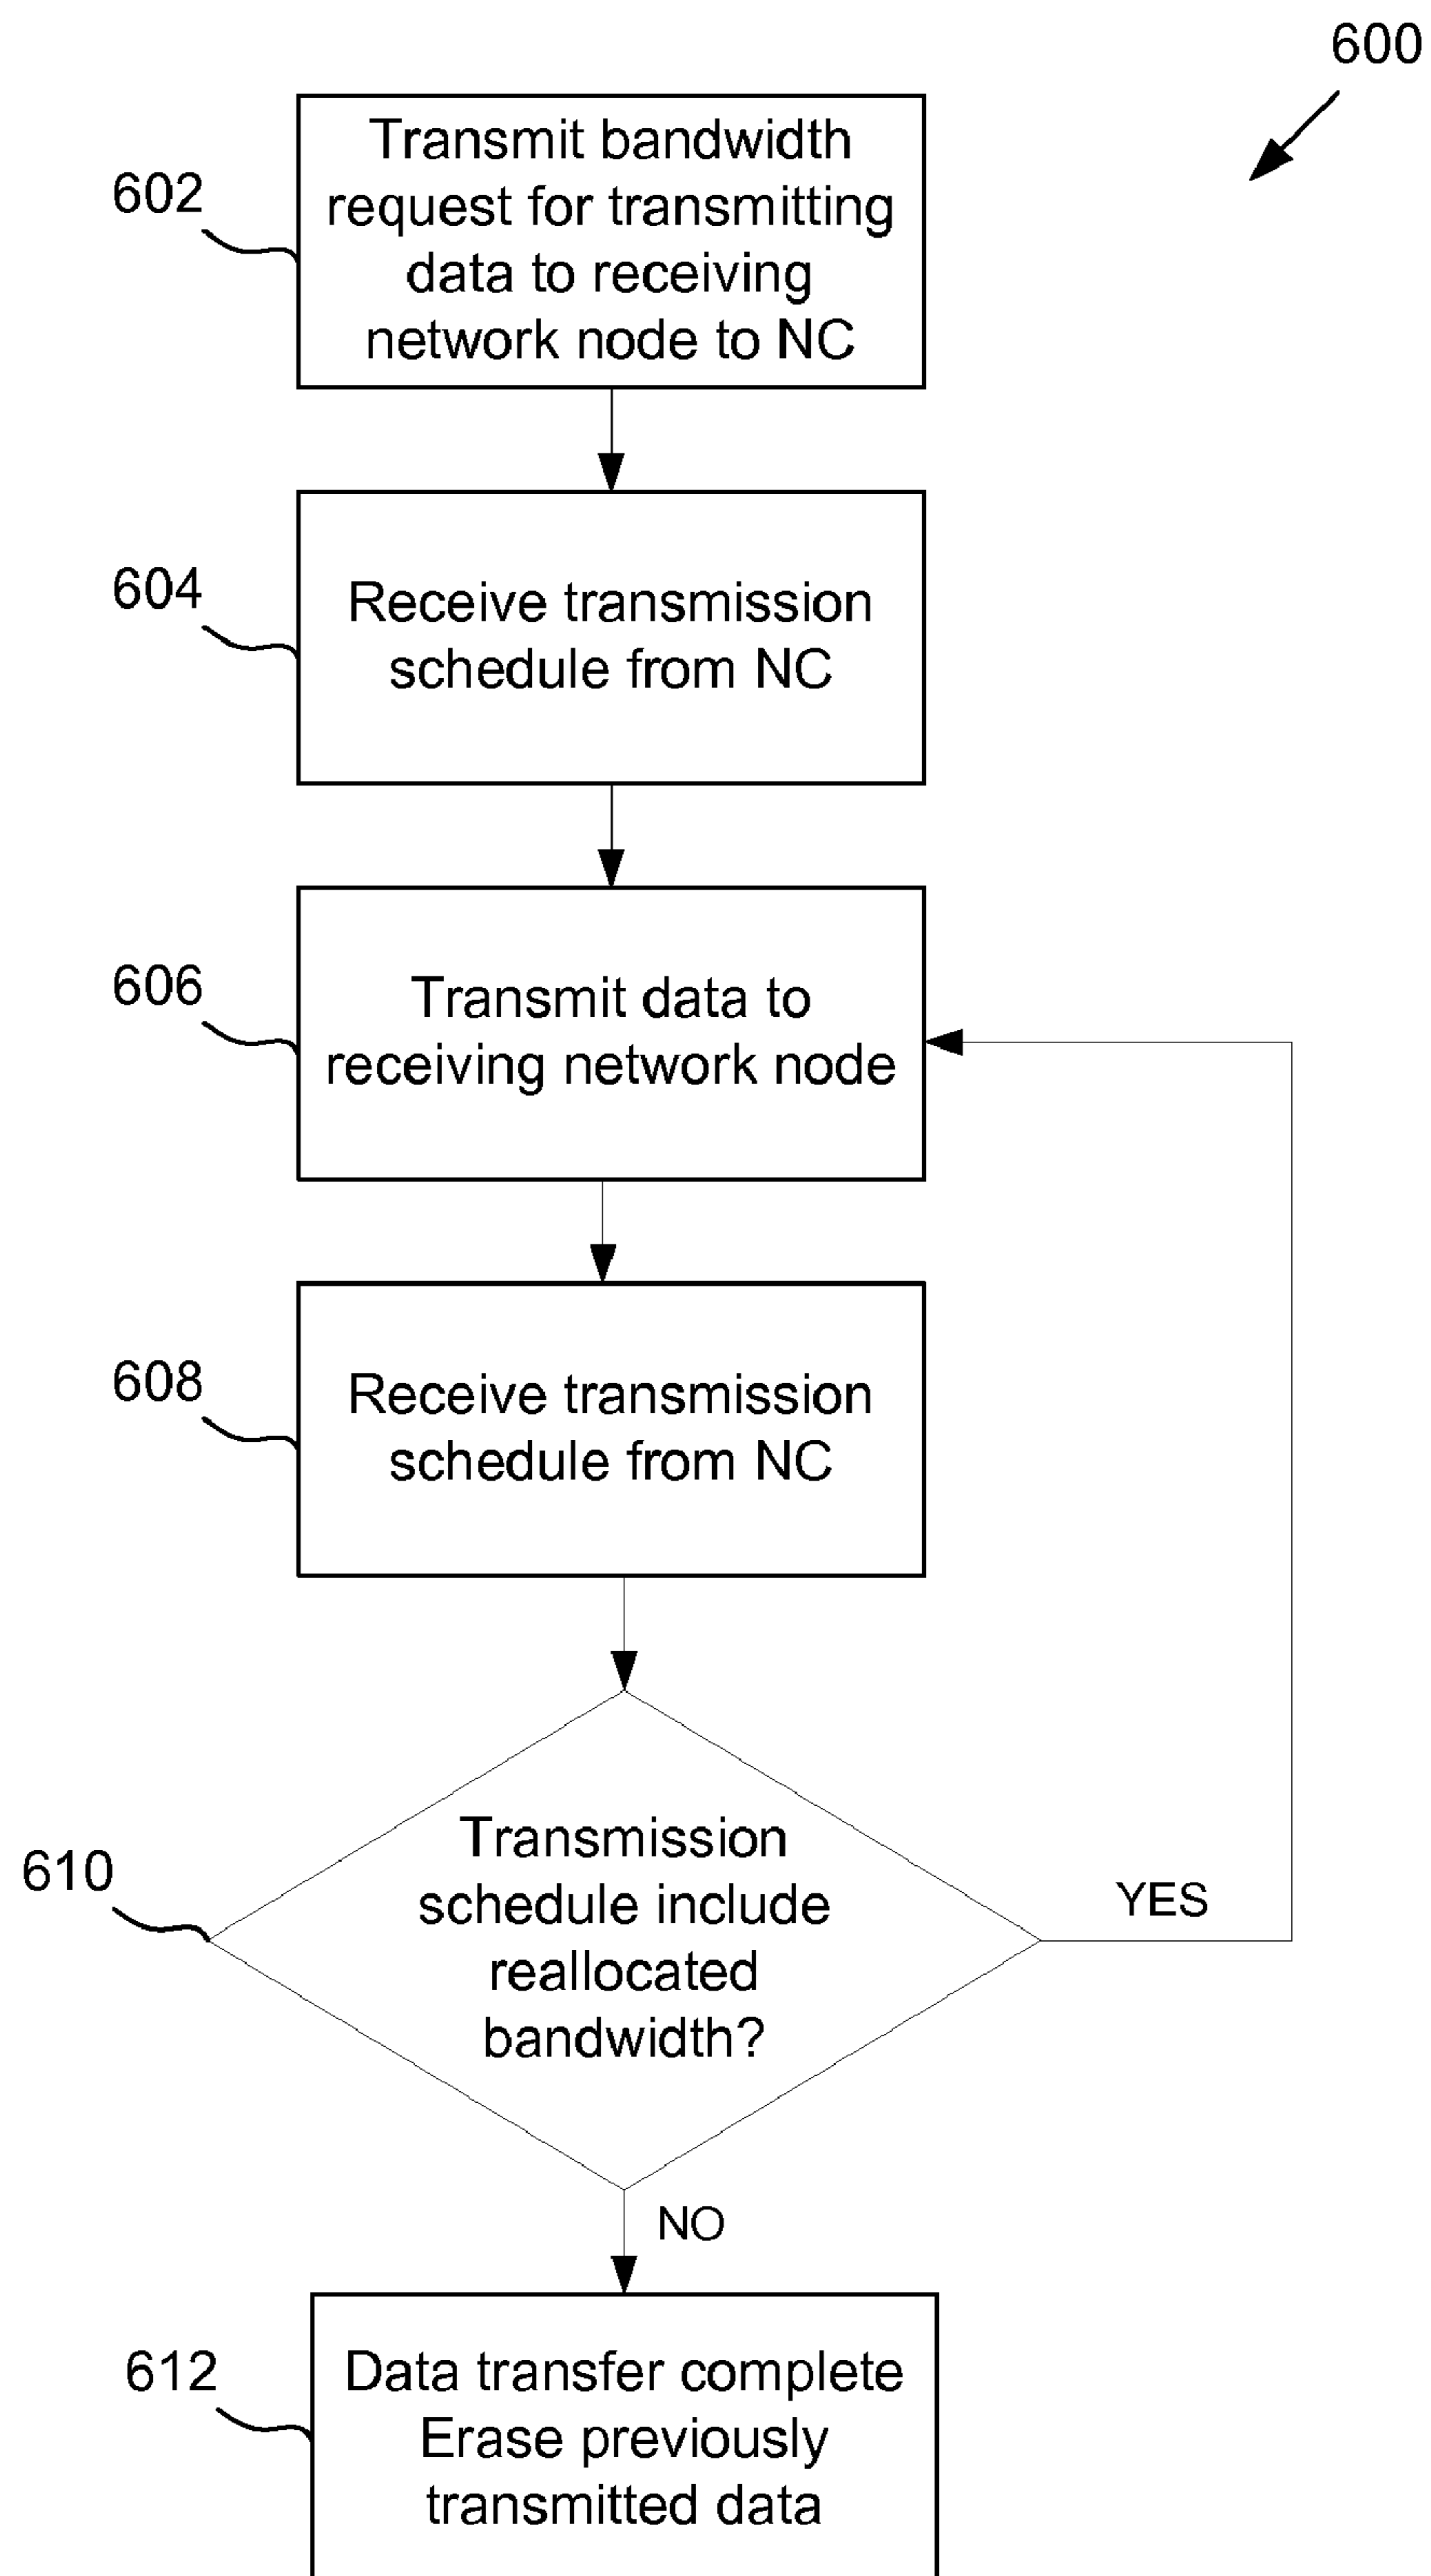 600
602
Transmit bandwidth
request for transmitting
data to receiving
network node to NC
604
Receive transmission
schedule from NC
606
Transmit data to
receiving network node
608
Receive transmission
schedule from NC
610
Transmission
schedule include
reallocated
bandwidth?
YES
NO
612
Data transfer complete
Erase previously
transmitted data